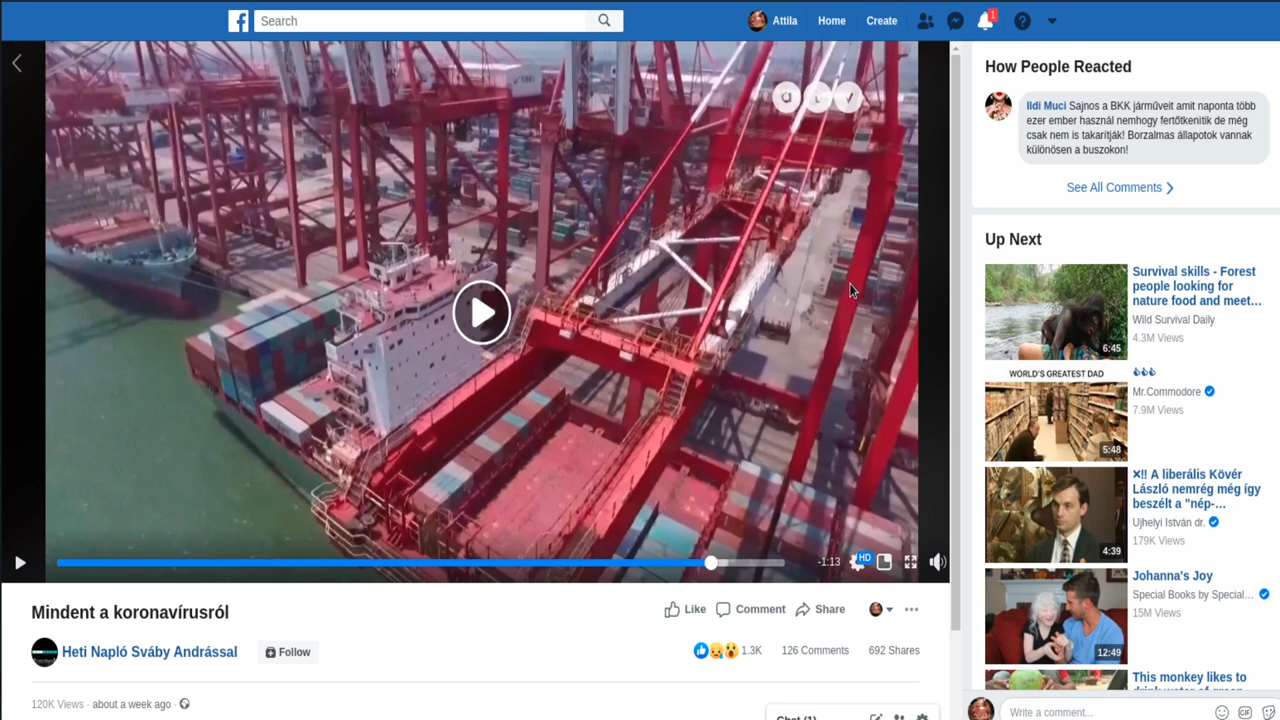 Search
Attila
Home
Create
1
-1:13
HD
Mindent a koronavírusról
Like
Comment
Share
Heti Napló Sváby Andrással
Follow
1.3K
126 Comments
692 Shares
120K Views · about a week ago ·
How People Reacted
Ildi Muci Sajnos a BKK járműveit amit naponta több
ezer ember használ nemhogy fertőtkenitik de még
csak nem is takarítják! Borzalmas állapotok vannak
különösen a buszokon!
See All Comments
Up Next
6:45
Survival skills - Forest
people looking for
nature food and meet...
Wild Survival Daily
4.3M Views
WORLD'S GREATEST DAD
5:48
Mr.Commodore
7.9M Views
4:39
×!! A liberális Kövér
László nemrég még így
beszélt a "nép-...
Ujhelyi István dr.
179K Views
12:49
Johanna's Joy
Special Books by Special...
15M Views
This monkey likes to
Chat (1)
Write a comment...
GIF